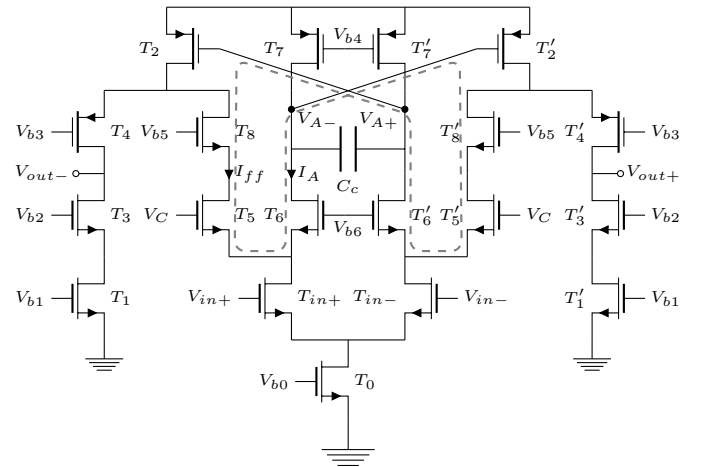 T2 T7 Vb4 T7′ T2′
VA− VA+
Vb3 T4 Vb5 T8 T8′ Vb5 T4′ Vb3
Vout− Iff IA Cc Vout+
Vb2 T3 VC T5 T6 Vb6 T6′ T5′ VC T3′ Vb2
Vb1 T1 Vin+ Tin+ Tin− Vin− T1′ Vb1
Vb0 T0